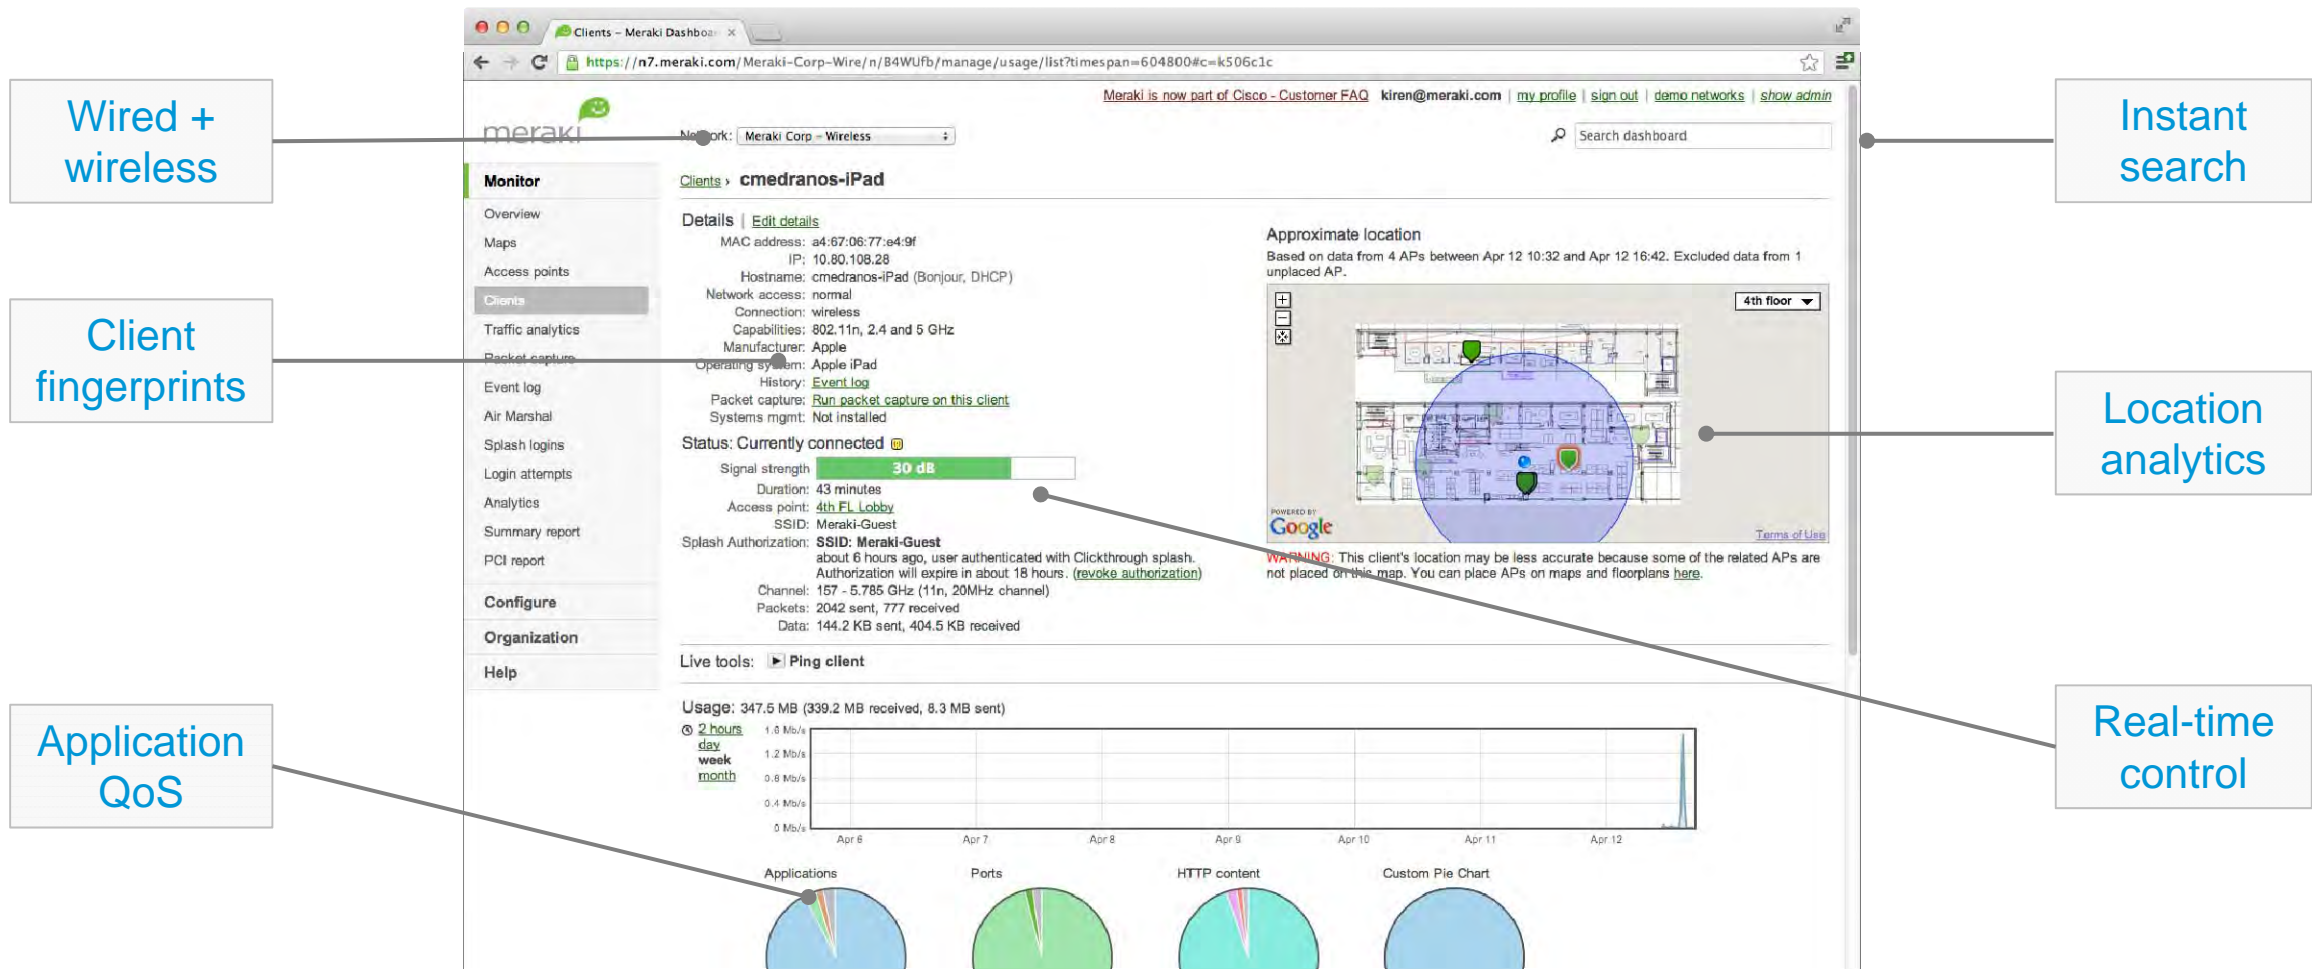 Clients – Meraki Dashboar
https://n7.meraki.com/Meraki-Corp-Wire/n/B4WUfb/manage/usage/list?timespan=604800#c=k506c1c
Meraki is now part of Cisco - Customer FAQ kiren@meraki.com | my profile | sign out | demo networks | show admin
meraki
Network: Meraki Corp – Wireless
Search dashboard
Wired +
wireless
Instant
search
Monitor
Overview
Maps
Access points
Clients
Traffic analytics
Packet capture
Event log
Air Marshal
Splash logins
Login attempts
Analytics
Summary report
PCI report
Configure
Organization
Help
Client
fingerprints
Application
QoS
Clients › cmedranos-iPad
Details | Edit details
MAC address: a4:67:06:77:e4:9f
IP: 10.80.108.28
Hostname: cmedranos-iPad (Bonjour, DHCP)
Network access: normal
Connection: wireless
Capabilities: 802.11n, 2.4 and 5 GHz
Manufacturer: Apple
Operating system: Apple iPad
History: Event log
Packet capture: Run packet capture on this client
Systems mgmt: Not installed
Status: Currently connected
Signal strength 30 dB
Duration: 43 minutes
Access point: 4th FL Lobby
SSID: Meraki-Guest
Splash Authorization: SSID: Meraki-Guest
about 6 hours ago, user authenticated with Clickthrough splash.
Authorization will expire in about 18 hours. (revoke authorization)
Channel: 157 - 5.785 GHz (11n, 20MHz channel)
Packets: 2042 sent, 777 received
Data: 144.2 KB sent, 404.5 KB received
Approximate location
Based on data from 4 APs between Apr 12 10:32 and Apr 12 16:42. Excluded data from 1
unplaced AP.
4th floor
POWERED BY
Google
Terms of Use
WARNING: This client's location may be less accurate because some of the related APs are
not placed on this map. You can place APs on maps and floorplans here.
Location
analytics
Real-time
control
Live tools: Ping client
Usage: 347.5 MB (339.2 MB received, 8.3 MB sent)
2 hours
day
week
month
1.6 Mb/s
1.2 Mb/s
0.8 Mb/s
0.4 Mb/s
0 Mb/s
Apr 6 Apr 7 Apr 8 Apr 9 Apr 10 Apr 11 Apr 12
Applications Ports HTTP content Custom Pie Chart